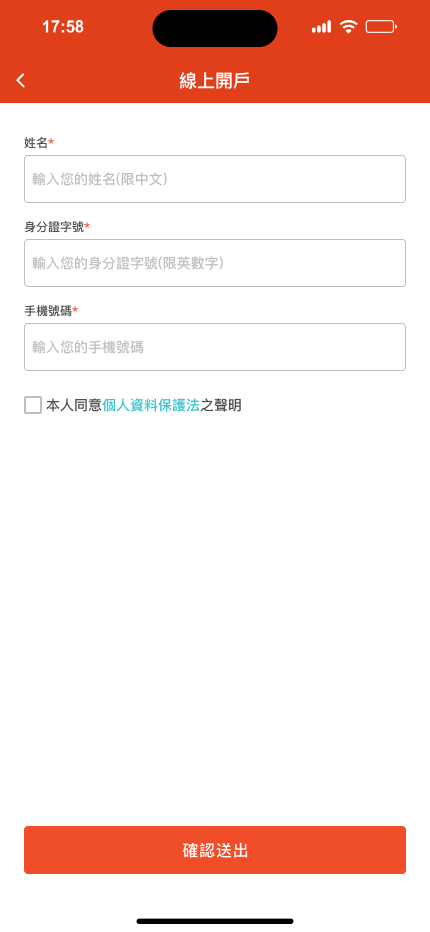 17:58
線上開戶
姓名*
輸入您的姓名(限中文)
身分證字號*
輸入您的身分證字號(限英數字)
手機號碼*
輸入您的手機號碼
本人同意個人資料保護法之聲明
確認送出